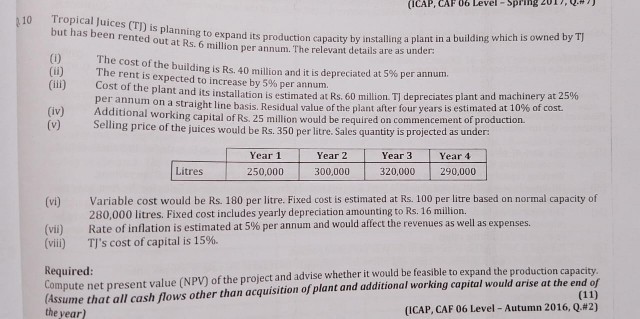 (ICAP, CAF 06 Level - Spring 2017, Q.#7)
10 Tropical Juices (TJ) is planning to expand its production capacity by installing a plant in a building which is owned by TJ
but has been rented out at Rs. 6 million per annum. The relevant details are as under:
(i) The cost of the building is Rs. 40 million and it is depreciated at 5% per annum.
(ii) The rent is expected to increase by 5% per annum.
(iii) Cost of the plant and its installation is estimated at Rs. 60 million. TJ depreciates plant and machinery at 25%
per annum on a straight line basis. Residual value of the plant after four years is estimated at 10% of cost.
(iv) Additional working capital of Rs. 25 million would be required on commencement of production.
(v) Selling price of the juices would be Rs. 350 per litre. Sales quantity is projected as under:
Year 1 Year 2 Year 3 Year 4
Litres 250,000 300,000 320,000 290,000
(vi) Variable cost would be Rs. 180 per litre. Fixed cost is estimated at Rs. 100 per litre based on normal capacity of
280,000 litres. Fixed cost includes yearly depreciation amounting to Rs. 16 million.
(vii) Rate of inflation is estimated at 5% per annum and would affect the revenues as well as expenses.
(viii) TJ's cost of capital is 15%.
Required:
Compute net present value (NPV) of the project and advise whether it would be feasible to expand the production capacity.
(Assume that all cash flows other than acquisition of plant and additional working capital would arise at the end of
the year) (11)
(ICAP, CAF 06 Level - Autumn 2016, Q.#2)